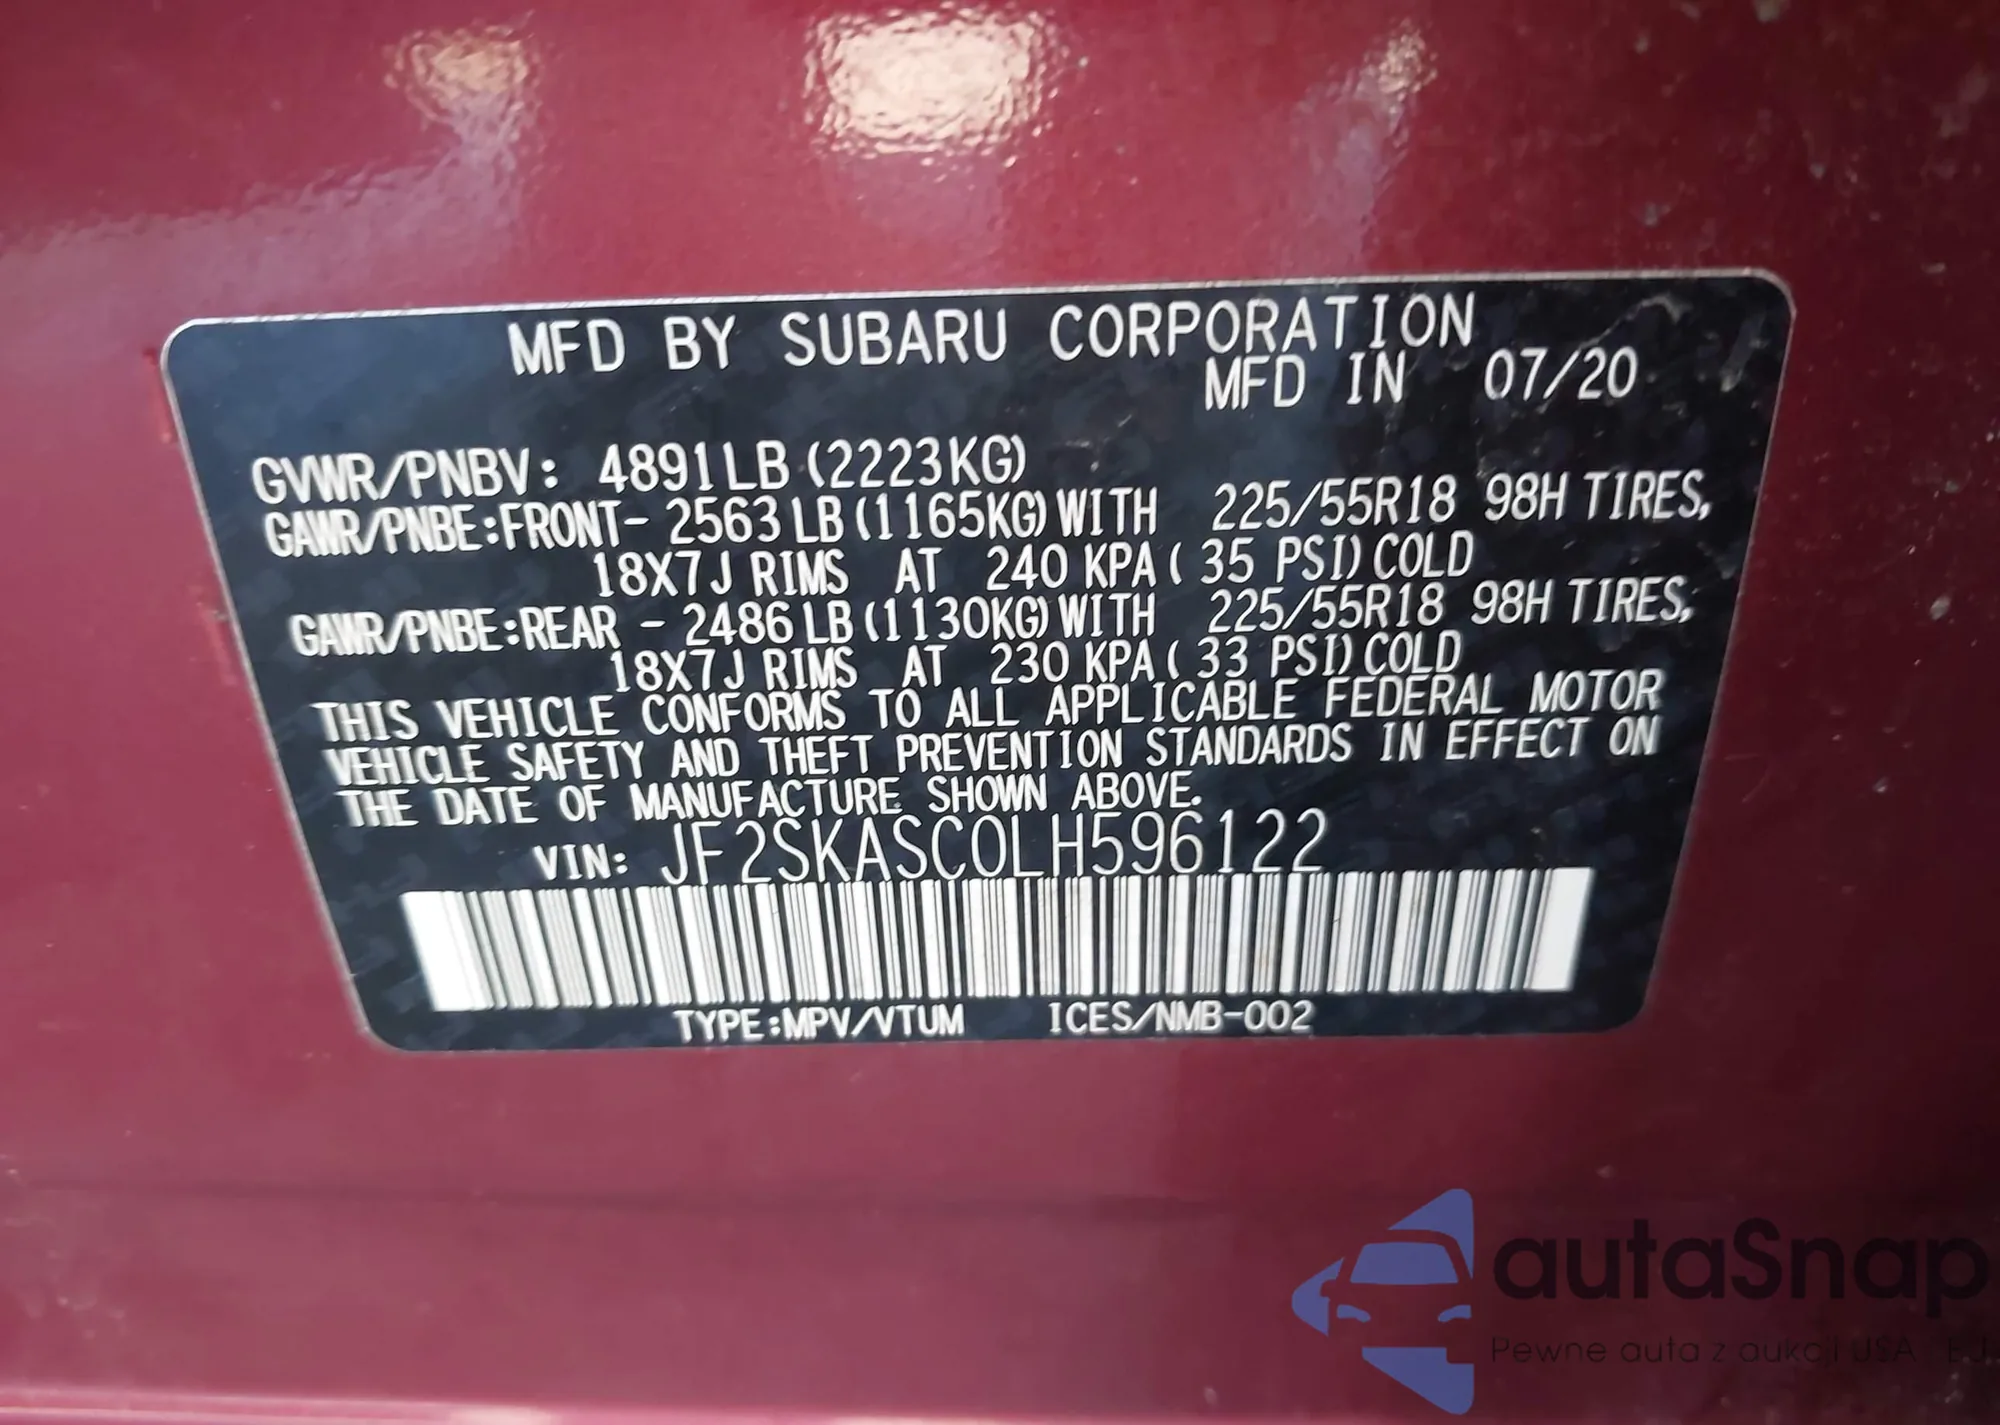 MFD BY SUBARU CORPORATION
MFD IN 07/20
GVWR/PNBV: 4891LB (2223KG)
GAWR/PNBE:FRONT- 2563 LB (1165KG) WITH 225/55R18 98H TIRES,
18X7J RIMS AT 240 KPA ( 35 PSI) COLD
GAWR/PNBE:REAR - 2486 LB (1130KG) WITH 225/55R18 98H TIRES,
18X7J RIMS AT 230 KPA ( 33 PSI) COLD
THIS VEHICLE CONFORMS TO ALL APPLICABLE FEDERAL MOTOR
VEHICLE SAFETY AND THEFT PREVENTION STANDARDS IN EFFECT ON
THE DATE OF MANUFACTURE SHOWN ABOVE.
VIN: JF2SKASC0LH596122
TYPE:MPV/VTUM ICES/NMB-002
autaSnap
Pewne auta z aukcji USA